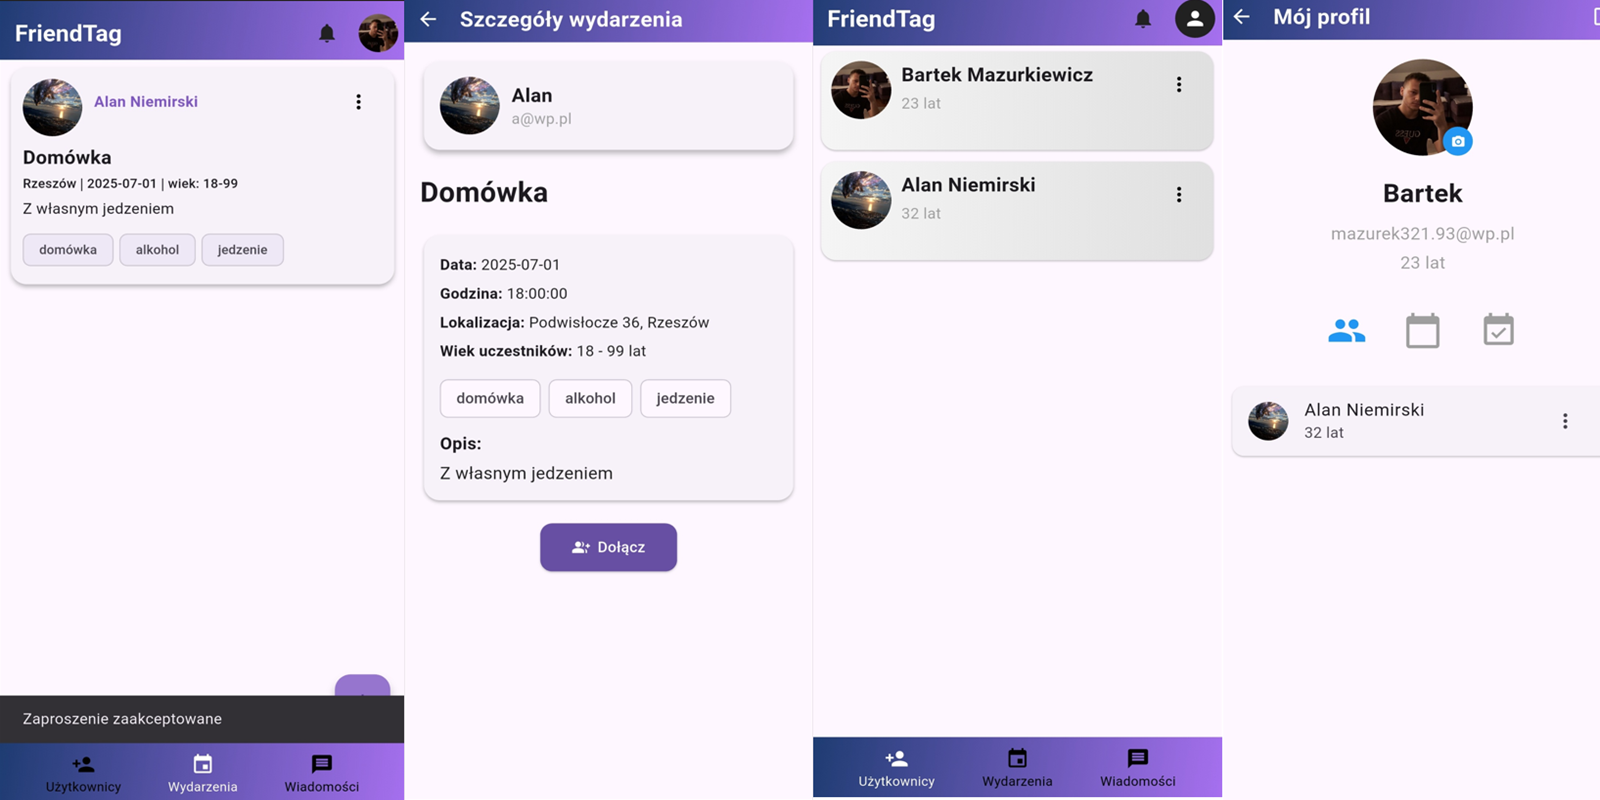 FriendTag
Alan Niemirski
Domówka
Rzeszów | 2025-07-01 | wiek: 18-99
Z własnym jedzeniem
domówka alkohol jedzenie
Zaproszenie zaakceptowane
Użytkownicy Wydarzenia Wiadomości
Szczegóły wydarzenia
Alan
a@wp.pl
Domówka
Data: 2025-07-01
Godzina: 18:00:00
Lokalizacja: Podwisłocze 36, Rzeszów
Wiek uczestników: 18 - 99 lat
domówka alkohol jedzenie
Opis:
Z własnym jedzeniem
Dołącz
FriendTag
Bartek Mazurkiewicz
23 lat
Alan Niemirski
32 lat
Użytkownicy Wydarzenia Wiadomości
Mój profil
Bartek
mazurek321.93@wp.pl
23 lat
Alan Niemirski
32 lat